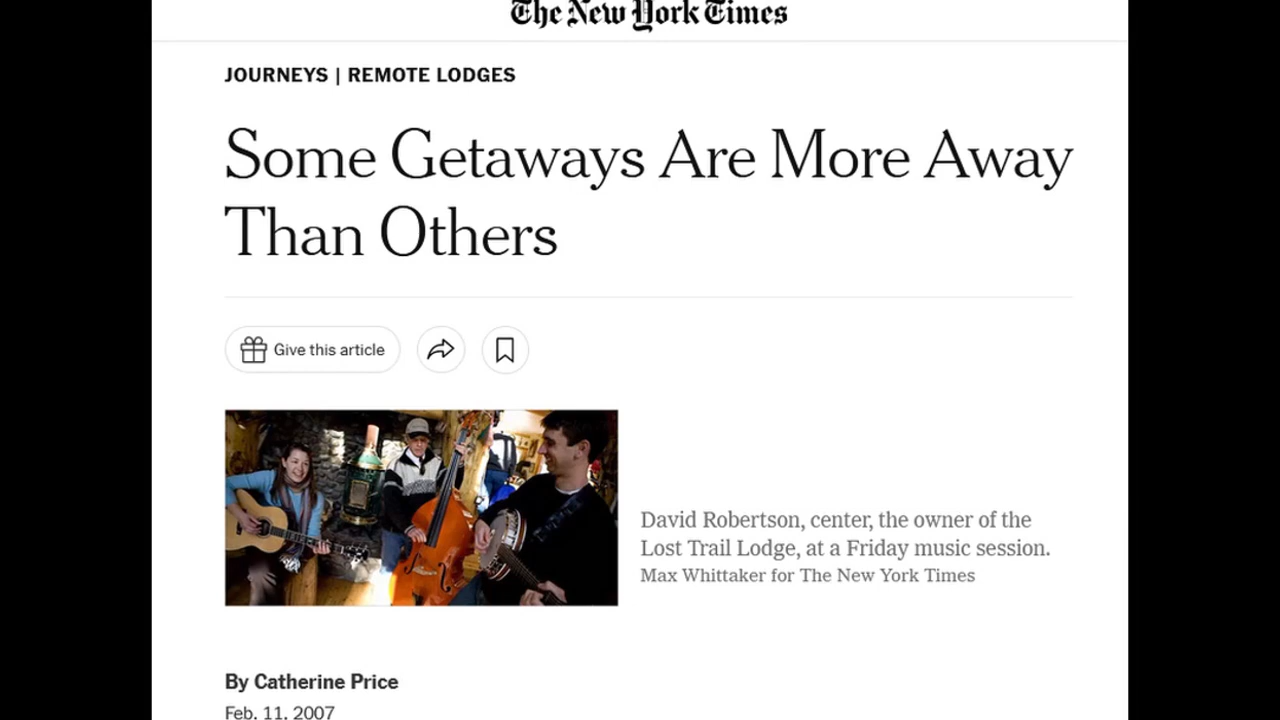 The New York Times
JOURNEYS | REMOTE LODGES
Some Getaways Are More Away
Than Others
Give this article
David Robertson, center, the owner of the
Lost Trail Lodge, at a Friday music session.
Max Whittaker for The New York Times
By Catherine Price
Feb. 11, 2007